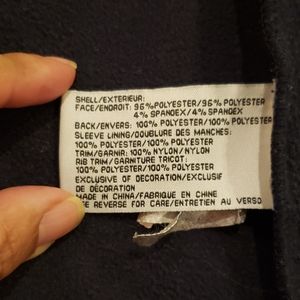 SHELL/EXTERIEUR:
FACE/ENDROIT: 96%POLYESTER/96% POLYESTER
4% SPANDEX/4% SPANDEX
BACK/ENVERS: 100% POLYESTER/100% POLYESTER
SLEEVE LINING/DOUBLURE DES MANCHES:
100% POLYESTER/100% POLYESTER
TRIM/GARNIR: 100% NYLON/NYLON
RIB TRIM/GARNITURE TRICOT:
100% POLYESTER/100% POLYESTER
EXCLUSIVE OF DECORATION/EXCLUSIF
DE DÉCORATION
MADE IN CHINA/FABRIQUE EN CHINE
REVERSE FOR CARE/ENTRETIEN AU VERSO